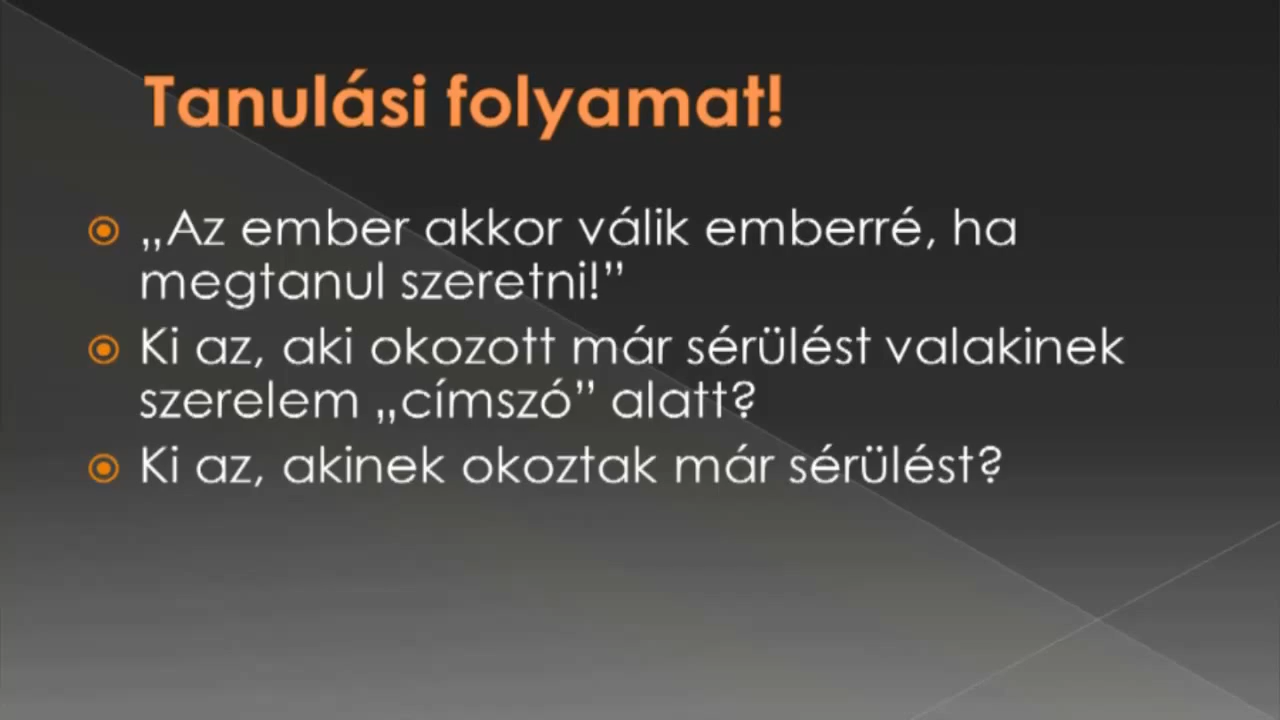 Tanulási folyamat!
„Az ember akkor válik emberré, ha
megtanul szeretni!”
Ki az, aki okozott már sérülést valakinek
szerelem „címszó” alatt?
Ki az, akinek okoztak már sérülést?